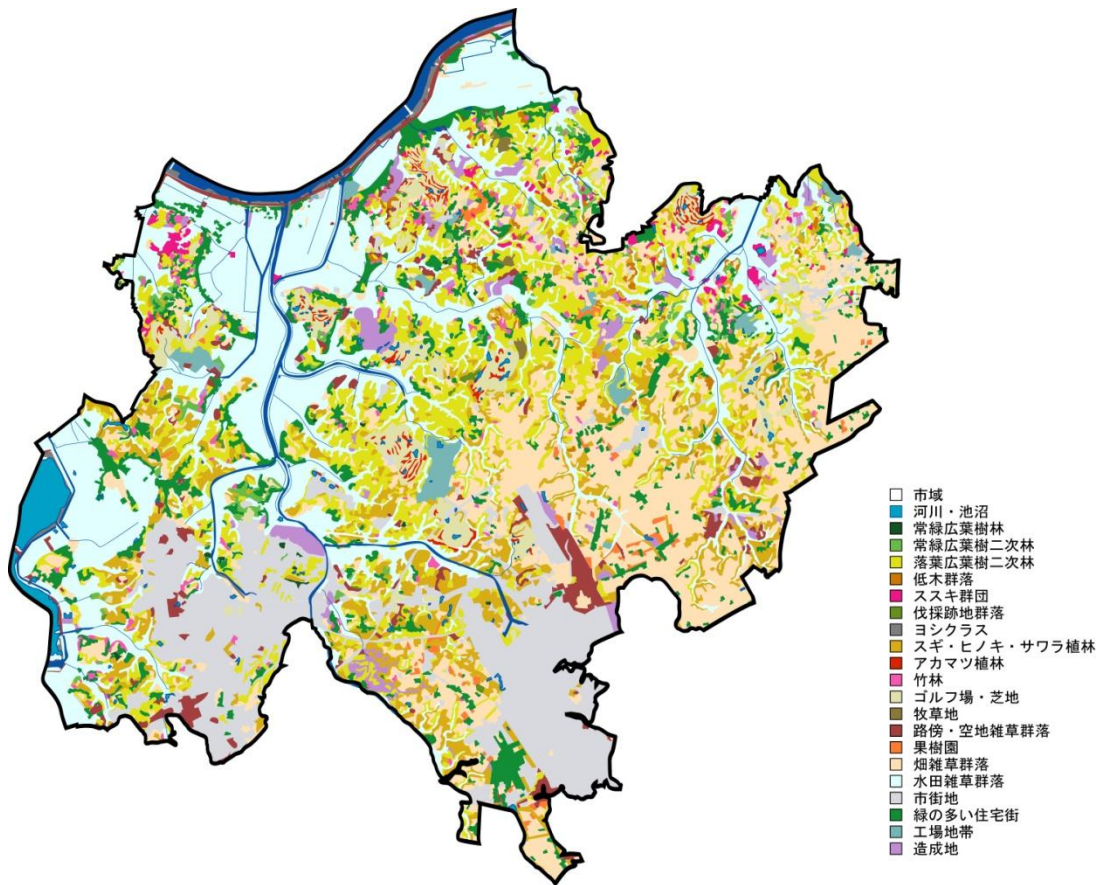 市域
河川・池沼
常緑広葉樹林
常緑広葉樹二次林
落葉広葉樹二次林
低木群落
ススキ群団
伐採跡地群落
ヨシクラス
スギ・ヒノキ・サワラ植林
アカマツ植林
竹林
ゴルフ場・芝地
牧草地
路傍・空地雑草群落
果樹園
畑雑草群落
水田雑草群落
市街地
緑の多い住宅街
工場地帯
造成地